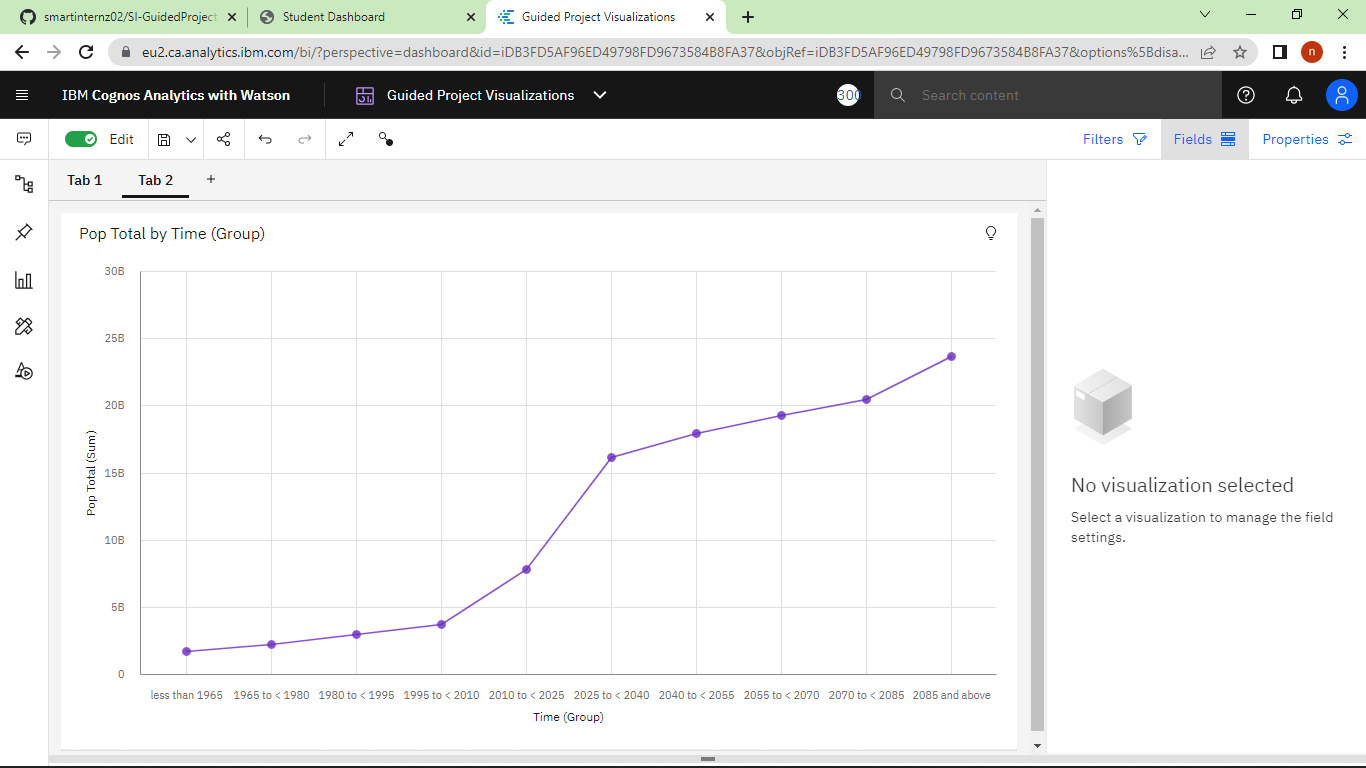 smartinternz02/SI-GuidedProject
Student Dashboard
Guided Project Visualizations
eu2.ca.analytics.ibm.com/bi/?perspective=dashboard&id=iDB3FD5AF96ED49798FD9673584B8FA37&objRef=iDB3FD5AF96ED49798FD9673584B8FA37&options%5Bdisa...
n
IBM Cognos Analytics with Watson
Guided Project Visualizations
300
Search content
Edit
Filters
Fields
Properties
Tab 1
Tab 2
+
Pop Total by Time (Group)
30B
25B
20B
15B
10B
5B
0
Pop Total (Sum)
less than 1965 1965 to < 1980 1980 to < 1995 1995 to < 2010 2010 to < 2025 2025 to < 2040 2040 to < 2055 2055 to < 2070 2070 to < 2085 2085 and above
Time (Group)
No visualization selected
Select a visualization to manage the field
settings.